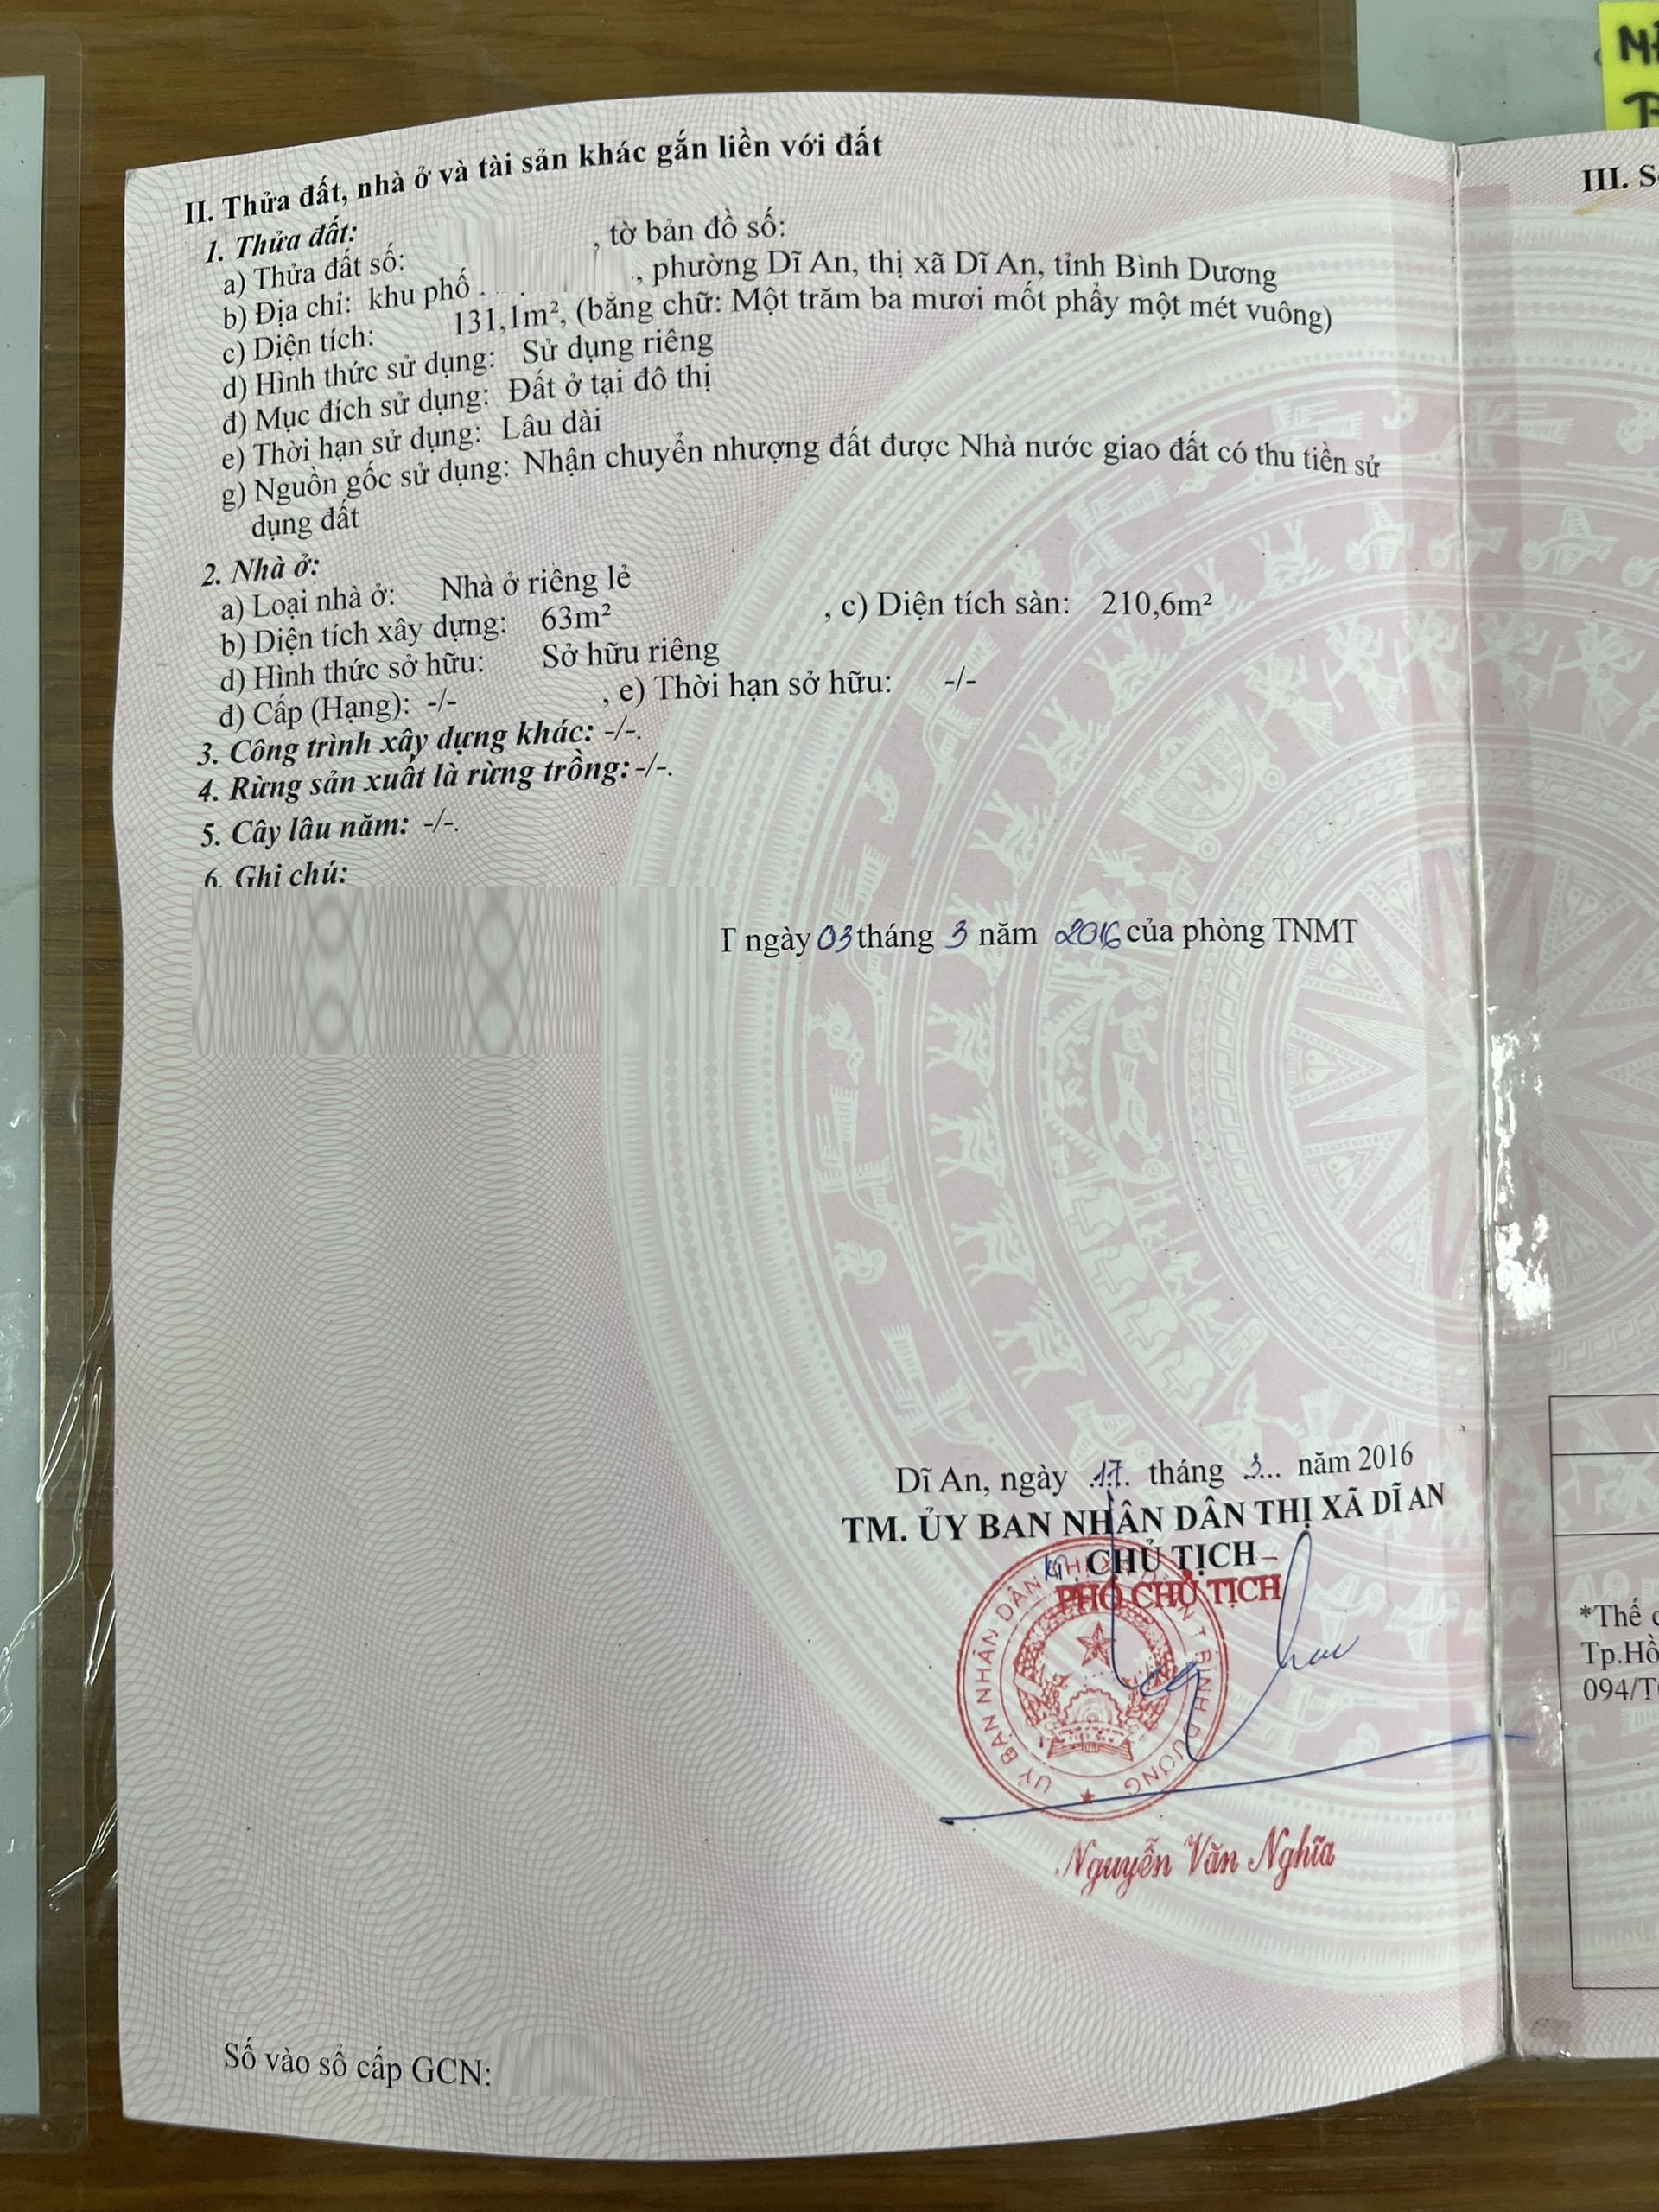 II. Thửa đất, nhà ở và tài sản khác gắn liền với đất
1. Thửa đất:
a) Thửa đất số: , tờ bản đồ số:
b) Địa chỉ: khu phố , phường Dĩ An, thị xã Dĩ An, tỉnh Bình Dương
c) Diện tích: 131,1m², (bằng chữ: Một trăm ba mươi mốt phẩy một mét vuông)
d) Hình thức sử dụng: Sử dụng riêng
đ) Mục đích sử dụng: Đất ở tại đô thị
e) Thời hạn sử dụng: Lâu dài
g) Nguồn gốc sử dụng: Nhận chuyển nhượng đất được Nhà nước giao đất có thu tiền sử
dụng đất
2. Nhà ở:
a) Loại nhà ở: Nhà ở riêng lẻ
b) Diện tích xây dựng: 63m² , c) Diện tích sàn: 210,6m²
d) Hình thức sở hữu: Sở hữu riêng
đ) Cấp (Hạng): -/- , e) Thời hạn sở hữu: -/-
3. Công trình xây dựng khác: -/-.
4. Rừng sản xuất là rừng trồng: -/-.
5. Cây lâu năm: -/-.
6. Ghi chú:
ngày 03 tháng 3 năm 2016 của phòng TNMT
Dĩ An, ngày 17 tháng 3 năm 2016
TM. ỦY BAN NHÂN DÂN THỊ XÃ DĨ AN
KT. CHỦ TỊCH
PHÓ CHỦ TỊCH
Nguyễn Văn Nghĩa
Số vào sổ cấp GCN:
III.
*Thế
Tp.Hồ